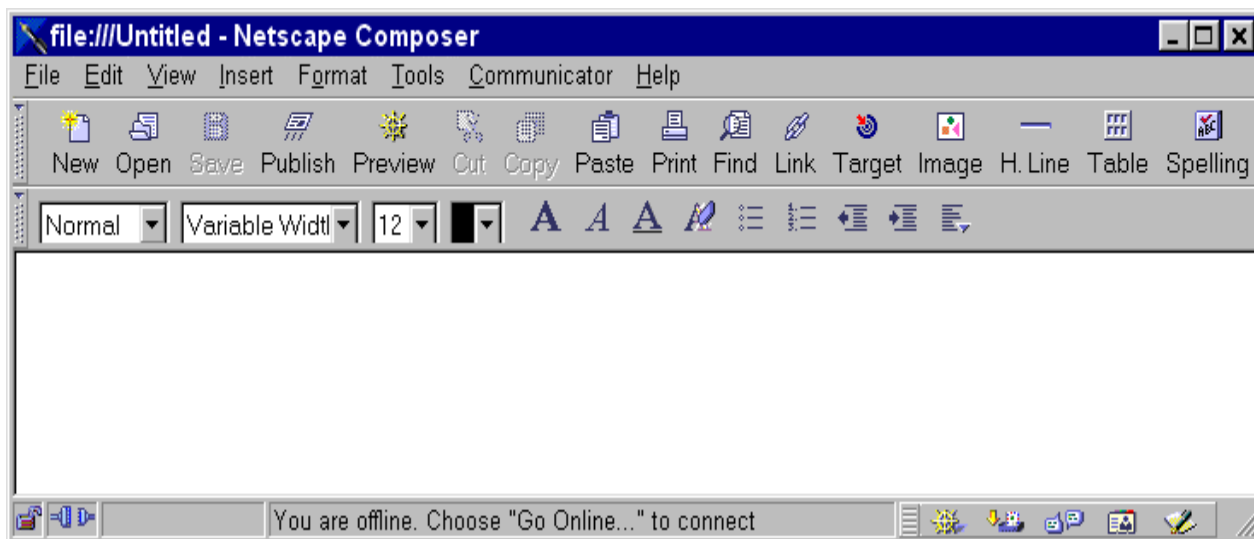 file:///Untitled - Netscape Composer
File Edit View Insert Format Tools Communicator Help
New Open Save Publish Preview Cut Copy Paste Print Find Link Target Image H. Line Table Spelling
Normal Variable Widtl 12 A A A
You are offline. Choose "Go Online..." to connect